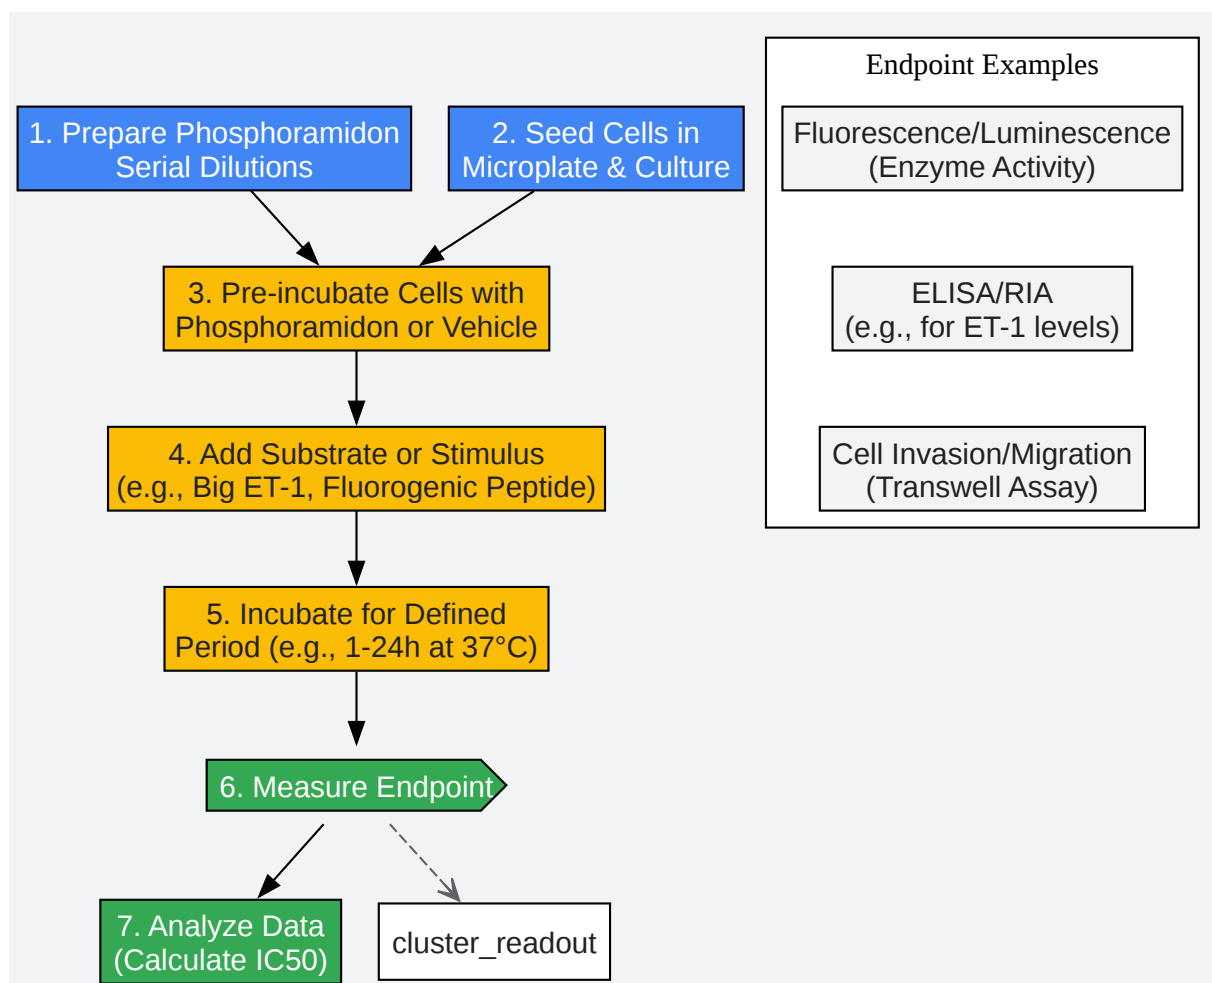 1. Prepare Phosphoramidon
Serial Dilutions
2. Seed Cells in
Microplate & Culture
3. Pre-incubate Cells with
Phosphoramidon or Vehicle
4. Add Substrate or Stimulus
(e.g., Big ET-1, Fluorogenic Peptide)
5. Incubate for Defined
Period (e.g., 1-24h at 37°C)
6. Measure Endpoint
7. Analyze Data
(Calculate IC50)
cluster_readout
Endpoint Examples
Fluorescence/Luminescence
(Enzyme Activity)
ELISA/RIA
(e.g., for ET-1 levels)
Cell Invasion/Migration
(Transwell Assay)